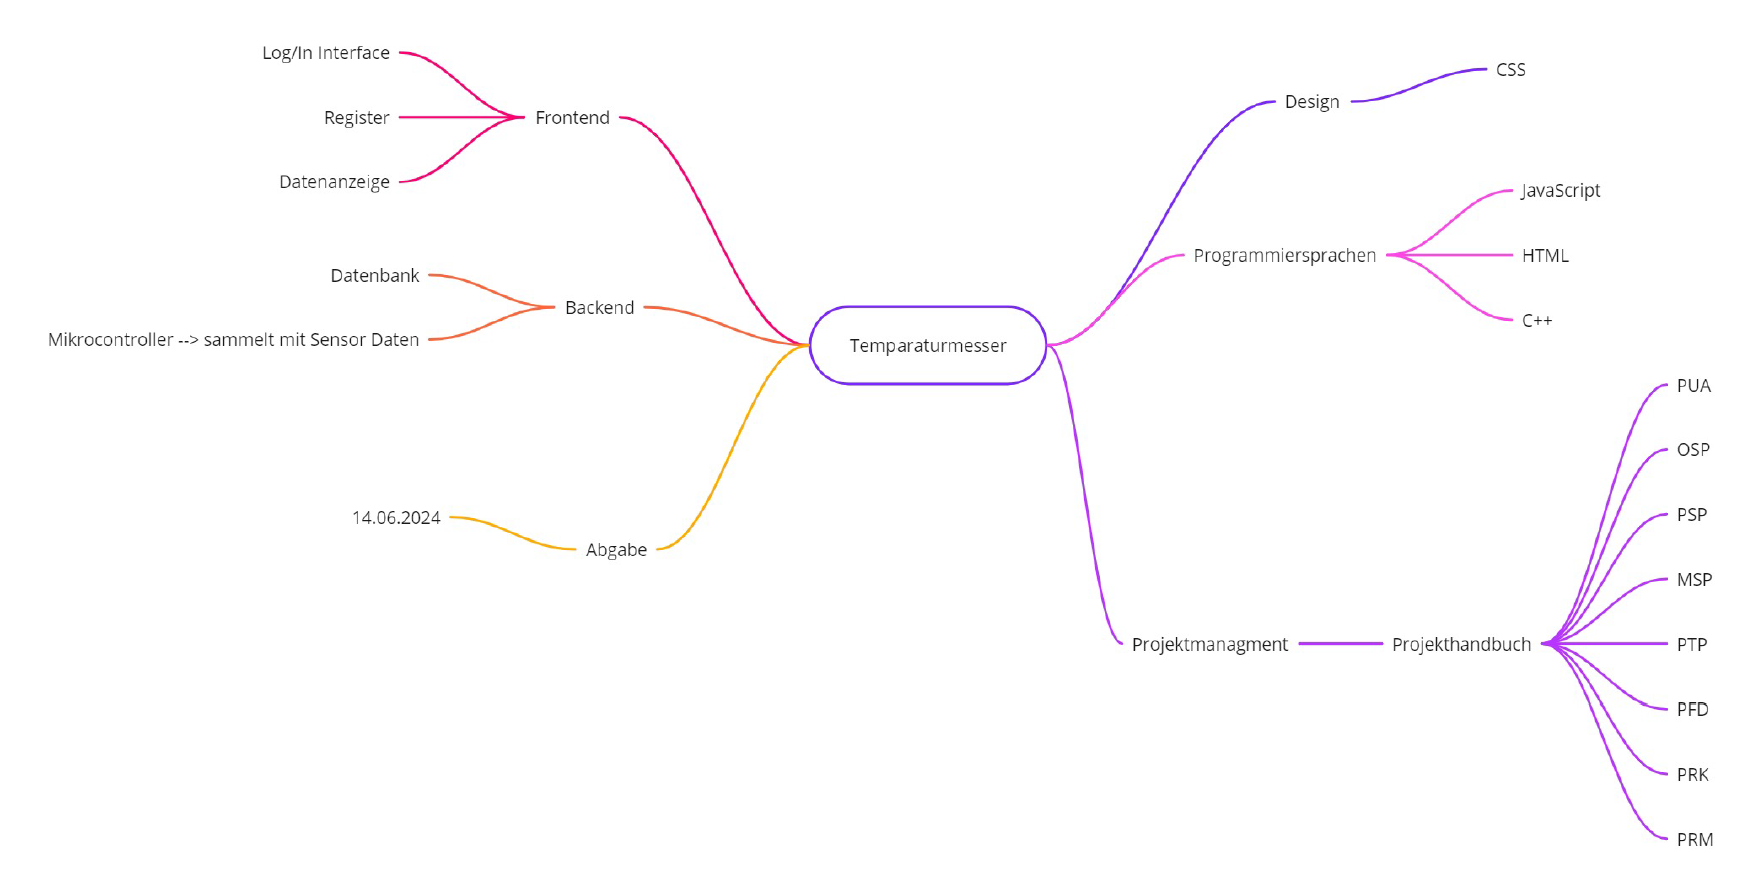 Log/In Interface
Register
Datenanzeige
Frontend
Datenbank
Mikrocontroller --> sammelt mit Sensor Daten
Backend
14.06.2024
Abgabe
Temparaturmesser
Design
CSS
Programmiersprachen
JavaScript
HTML
C++
Projektmanagment
Projekthandbuch
PUA
OSP
PSP
MSP
PTP
PFD
PRK
PRM